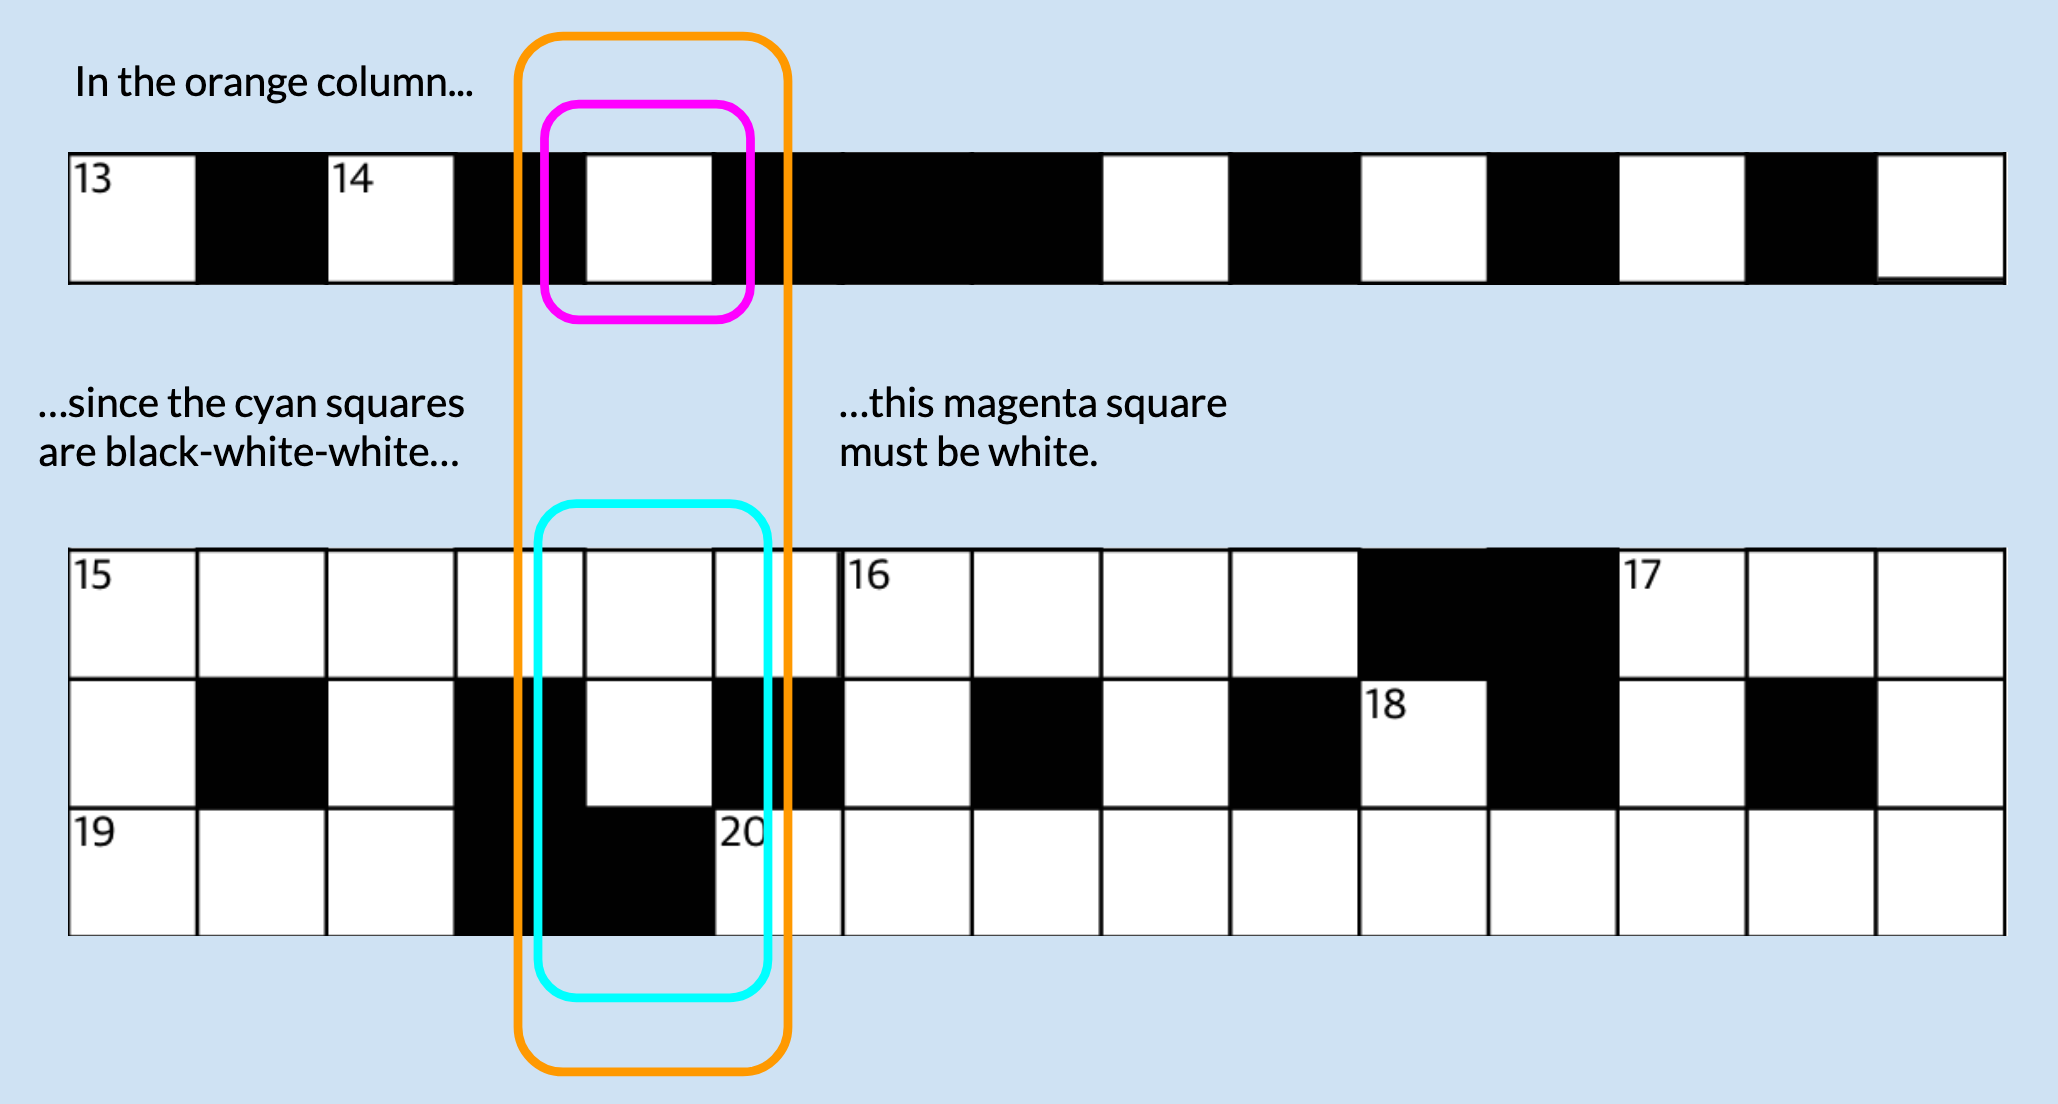 In the orange column...
13 14
...since the cyan squares
are black-white-white...
...this magenta square
must be white.
15 16 17
18
19 20